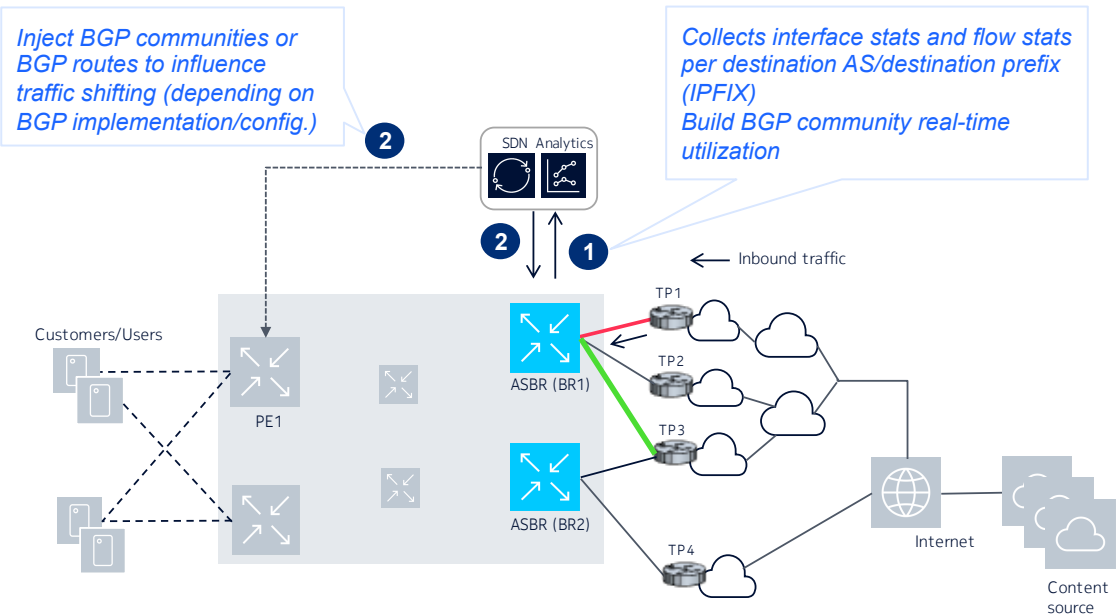 Inject BGP communities or
BGP routes to influence
traffic shifting (depending on
BGP implementation/config.)
2
Collects interface stats and flow stats
per destination AS/destination prefix
(IPFIX)
Build BGP community real-time
utilization
SDN Analytics
2
1
Inbound traffic
TP1
Customers/Users
TP2
ASBR (BR1)
PE1
TP3
ASBR (BR2)
Internet
TP4
Content
source